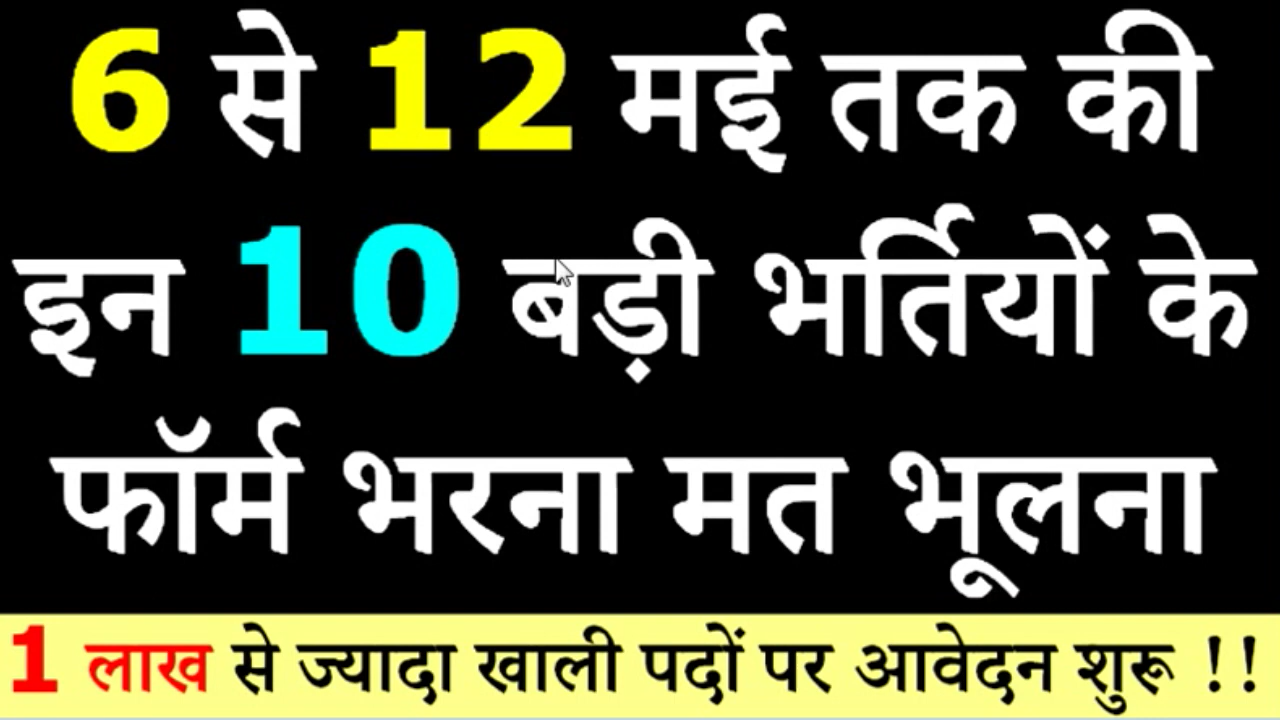 6 से 12 मई तक की
इन 10 बड़ी भर्तियों के
फॉर्म भरना मत भूलना
1 लाख से ज्यादा खाली पदों पर आवेदन शुरू !!